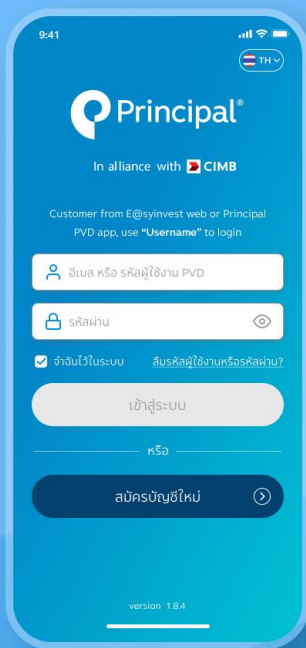 9:41
TH
Principal®
In alliance with CIMB
Customer from E@syinvest web or Principal
PVD app, use "Username" to login
อีเมล หรือ รหัสผู้ใช้งาน PVD
รหัสผ่าน
จำฉันไว้ในระบบ ลืมรหัสผู้ใช้งานหรือรหัสผ่าน?
เข้าสู่ระบบ
หรือ
สมัครบัญชีใหม่
version 1.8.4